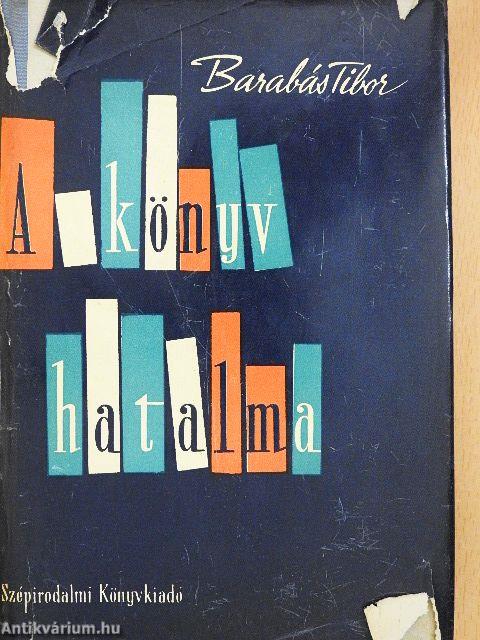 Barabás Tibor
A könyv
hatalma
Szépirodalmi Könyvkiadó
Antikvárium.hu